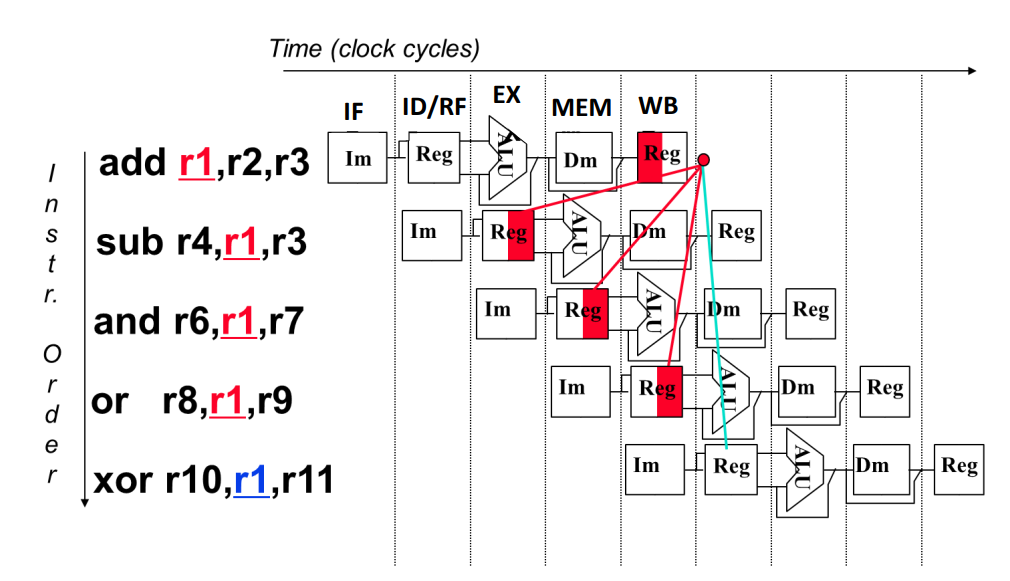 Time (clock cycles)
IF ID/RF EX MEM WB
Instr. Order
add r1,r2,r3 Im Reg ALU Dm Reg
sub r4,r1,r3 Im Reg ALU Dm Reg
and r6,r1,r7 Im Reg ALU Dm Reg
or r8,r1,r9 Im Reg ALU Dm Reg
xor r10,r1,r11 Im Reg ALU Dm Reg